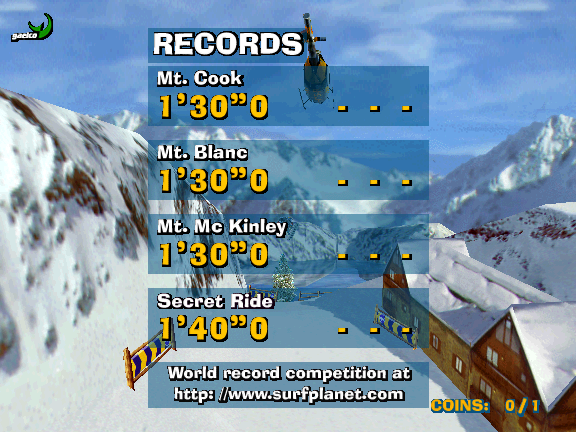 gaelco
RECORDS
Mt. Cook
1'30"0 - - -
Mt. Blanc
1'30"0 - - -
Mt. Mc Kinley
1'30"0 - - -
Secret Ride
1'40"0 - - -
World record competition at
http: //www.surfplanet.com
COINS: 0/1